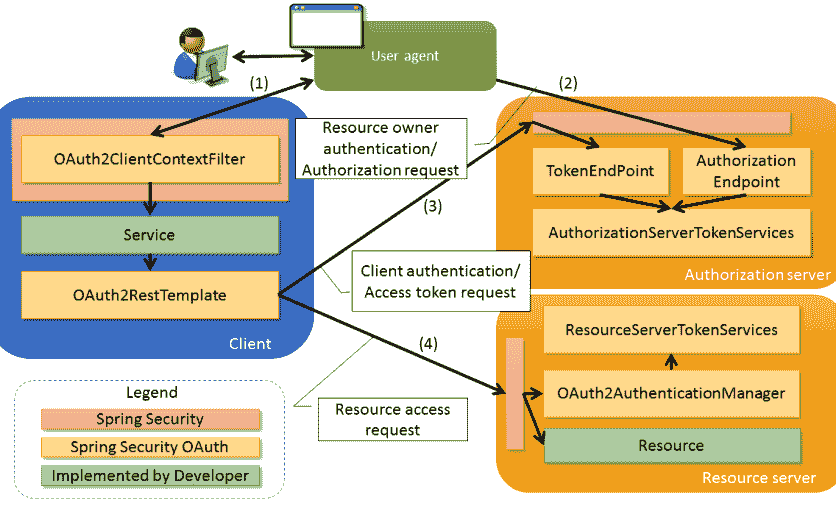 User agent
(1)
(2)
Resource owner
authentication/
Authorization request
OAuth2ClientContextFilter
TokenEndPoint
Authorization
Endpoint
(3)
Service
AuthorizationServerTokenServices
Client authentication/
Access token request
Authorization server
OAuth2RestTemplate
Client
(4)
ResourceServerTokenServices
OAuth2AuthenticationManager
Resource access
request
Resource
Resource server
Legend
Spring Security
Spring Security OAuth
Implemented by Developer